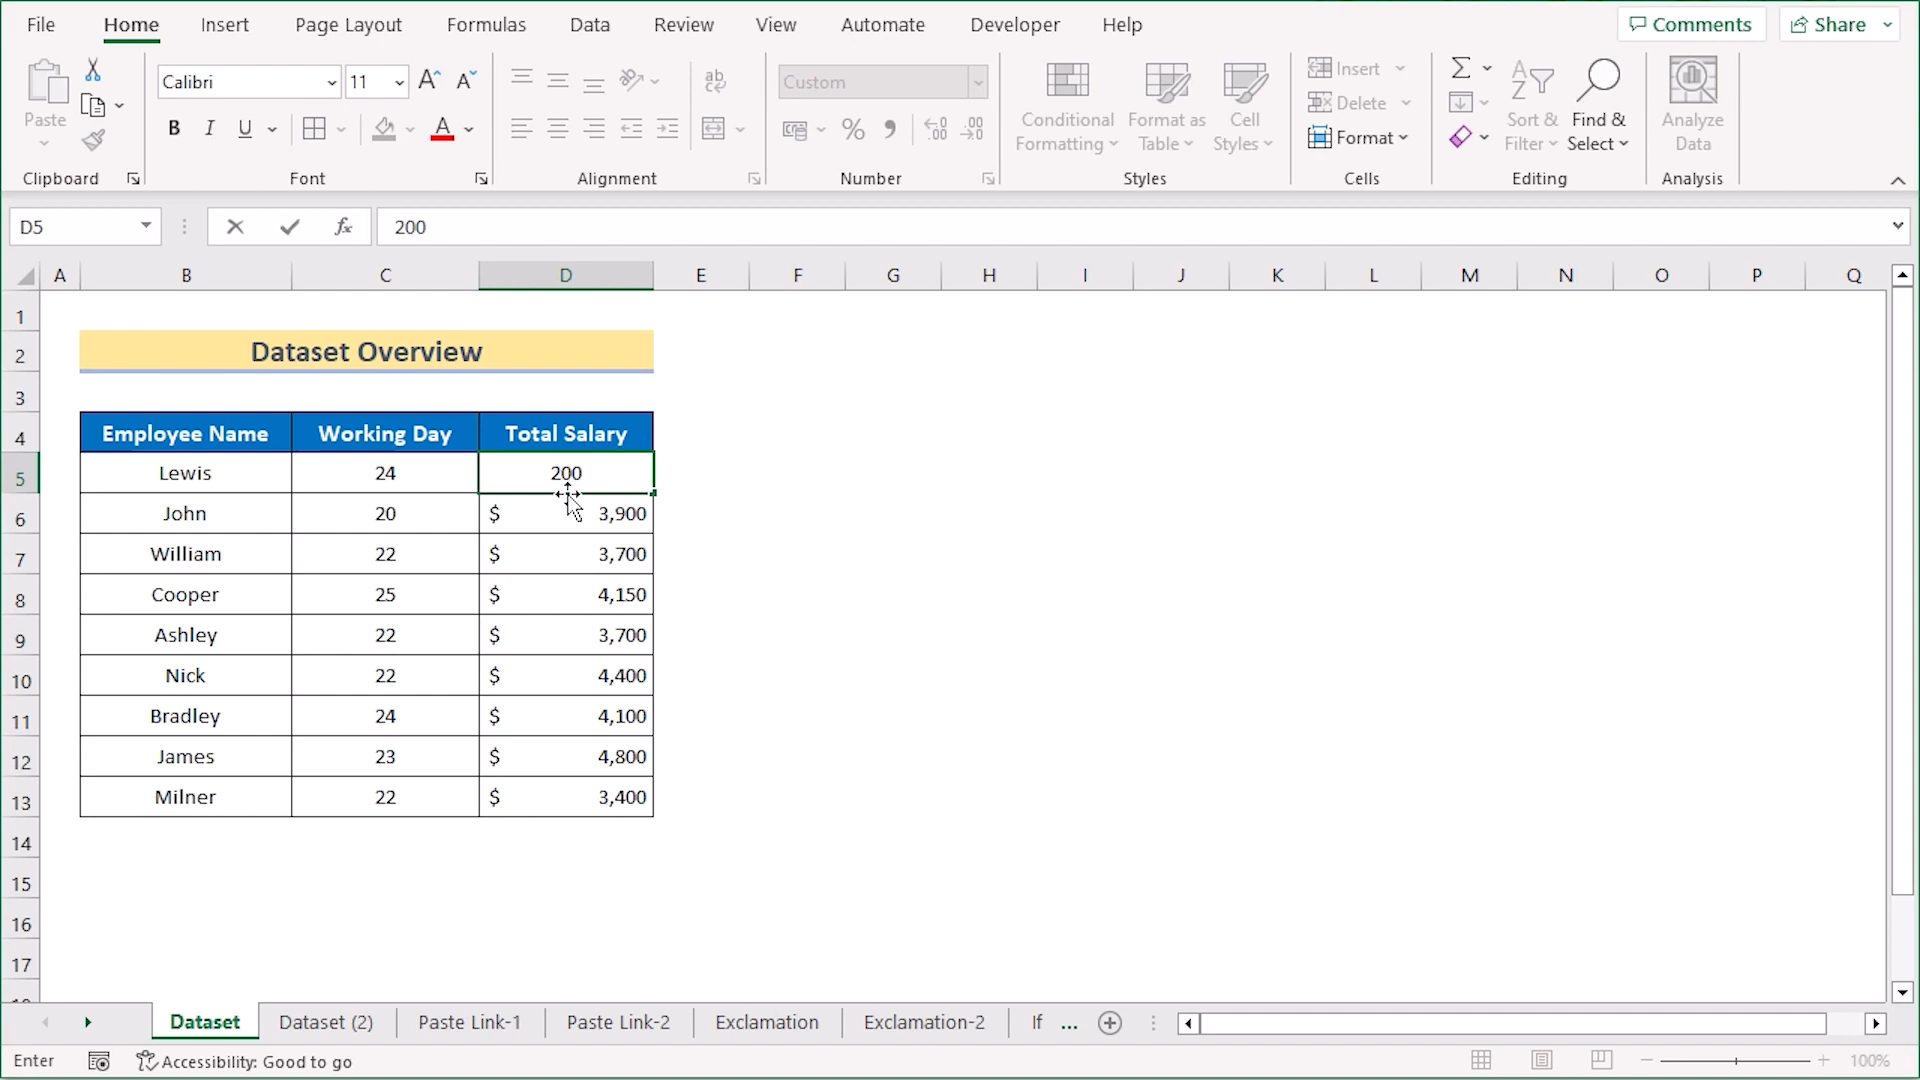 File Home Insert Page Layout Formulas Data Review View Automate Developer Help Comments Share
Calibri 11 Custom
Paste
B I U
Conditional Formatting
Format as Table
Cell Styles
Insert
Delete
Format
Sort & Filter
Find & Select
Analyze Data
Clipboard Font Alignment Number Styles Cells Editing Analysis
D5 fx 200
A B C D E F G H I J K L M N O P Q
1
2 Dataset Overview
3
4 Employee Name Working Day Total Salary
5 Lewis 24 200
6 John 20 $ 3,900
7 William 22 $ 3,700
8 Cooper 25 $ 4,150
9 Ashley 22 $ 3,700
10 Nick 22 $ 4,400
11 Bradley 24 $ 4,100
12 James 23 $ 4,800
13 Milner 22 $ 3,400
14
15
16
17
Dataset Dataset (2) Paste Link-1 Paste Link-2 Exclamation Exclamation-2 If ...
Enter Accessibility: Good to go 100%